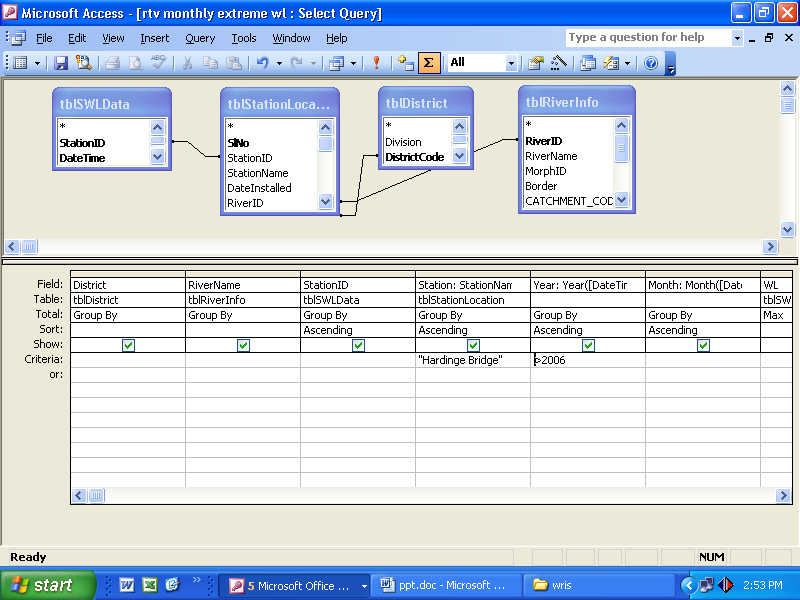 Microsoft Access - [rtv monthly extreme wl : Select Query]
File Edit View Insert Query Tools Window Help Type a question for help
Σ ! All
tblSWLData tblStationLoca... tblDistrict tblRiverInfo
* * * *
StationID SlNo Division RiverID
DateTime StationID DistrictCode RiverName
StationName MorphID
DateInstalled Border
RiverID CATCHMENT_COD
Field: District RiverName StationID Station: StationNam Year: Year([DateTir Month: Month([Date WL
Table: tblDistrict tblRiverInfo tblSWLData tblStationLocation tblSW
Total: Group By Group By Group By Group By Group By Group By Max
Sort: Ascending Ascending Ascending Ascending
Show:
Criteria: "Hardinge Bridge" >2006
or:
Ready NUM
start 5 Microsoft Office ... ppt.doc - Microsoft ... wris 2:53 PM